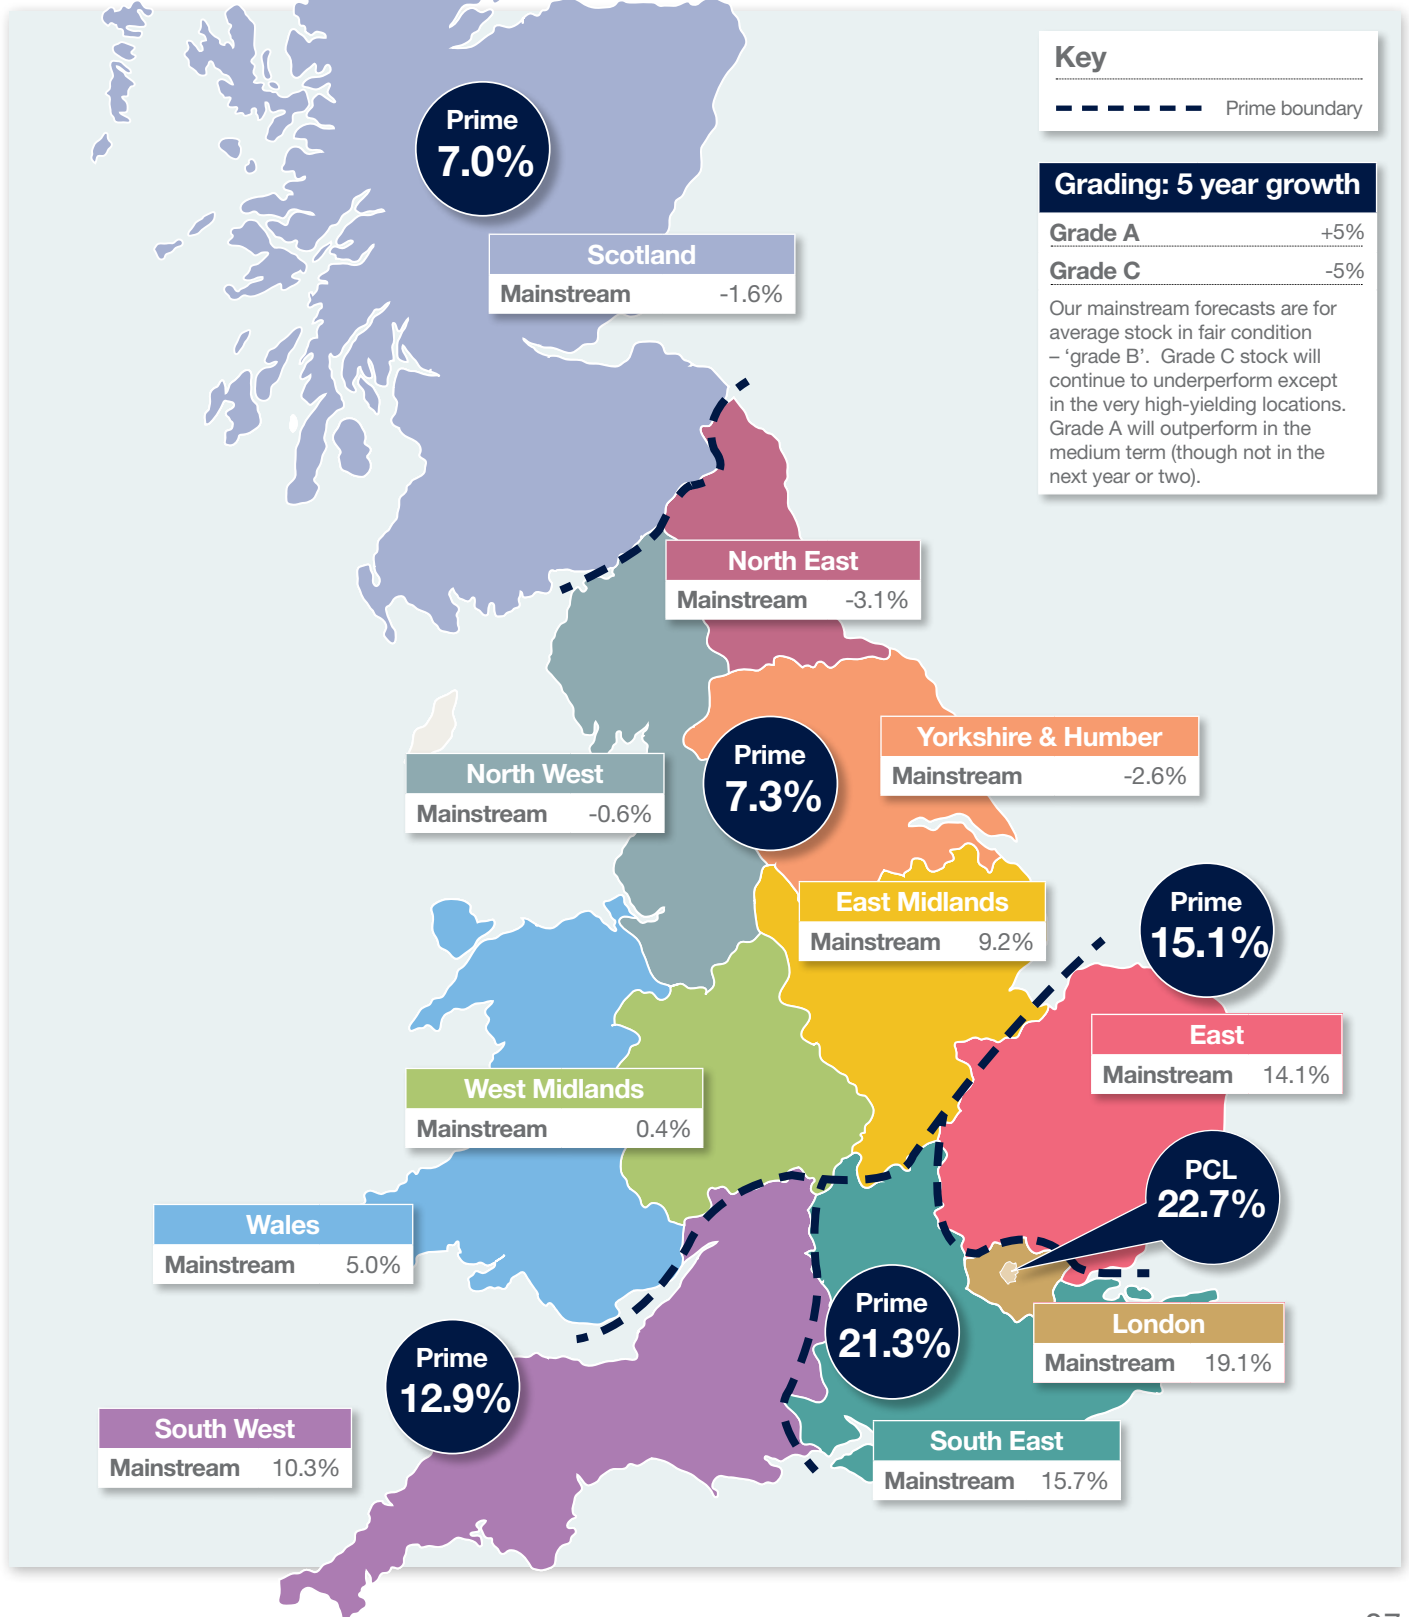 Key
Prime boundary
Grading: 5 year growth
Grade A +5%
Grade C -5%
Our mainstream forecasts are for
average stock in fair condition
– ‘grade B’.  Grade C stock will
continue to underperform except
in the very high-yielding locations.
Grade A will outperform in the
medium term (though not in the
next year or two).
Prime
7.0%
Scotland
Mainstream -1.6%
North East
Mainstream -3.1%
Yorkshire & Humber
Mainstream -2.6%
North West
Mainstream -0.6%
Prime
7.3%
East Midlands
Mainstream 9.2%
Prime
15.1%
East
Mainstream 14.1%
West Midlands
Mainstream 0.4%
PCL
22.7%
Wales
Mainstream 5.0%
Prime
21.3%
London
Mainstream 19.1%
Prime
12.9%
South West
Mainstream 10.3%
South East
Mainstream 15.7%